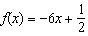 f(x) = −6x + 1/2